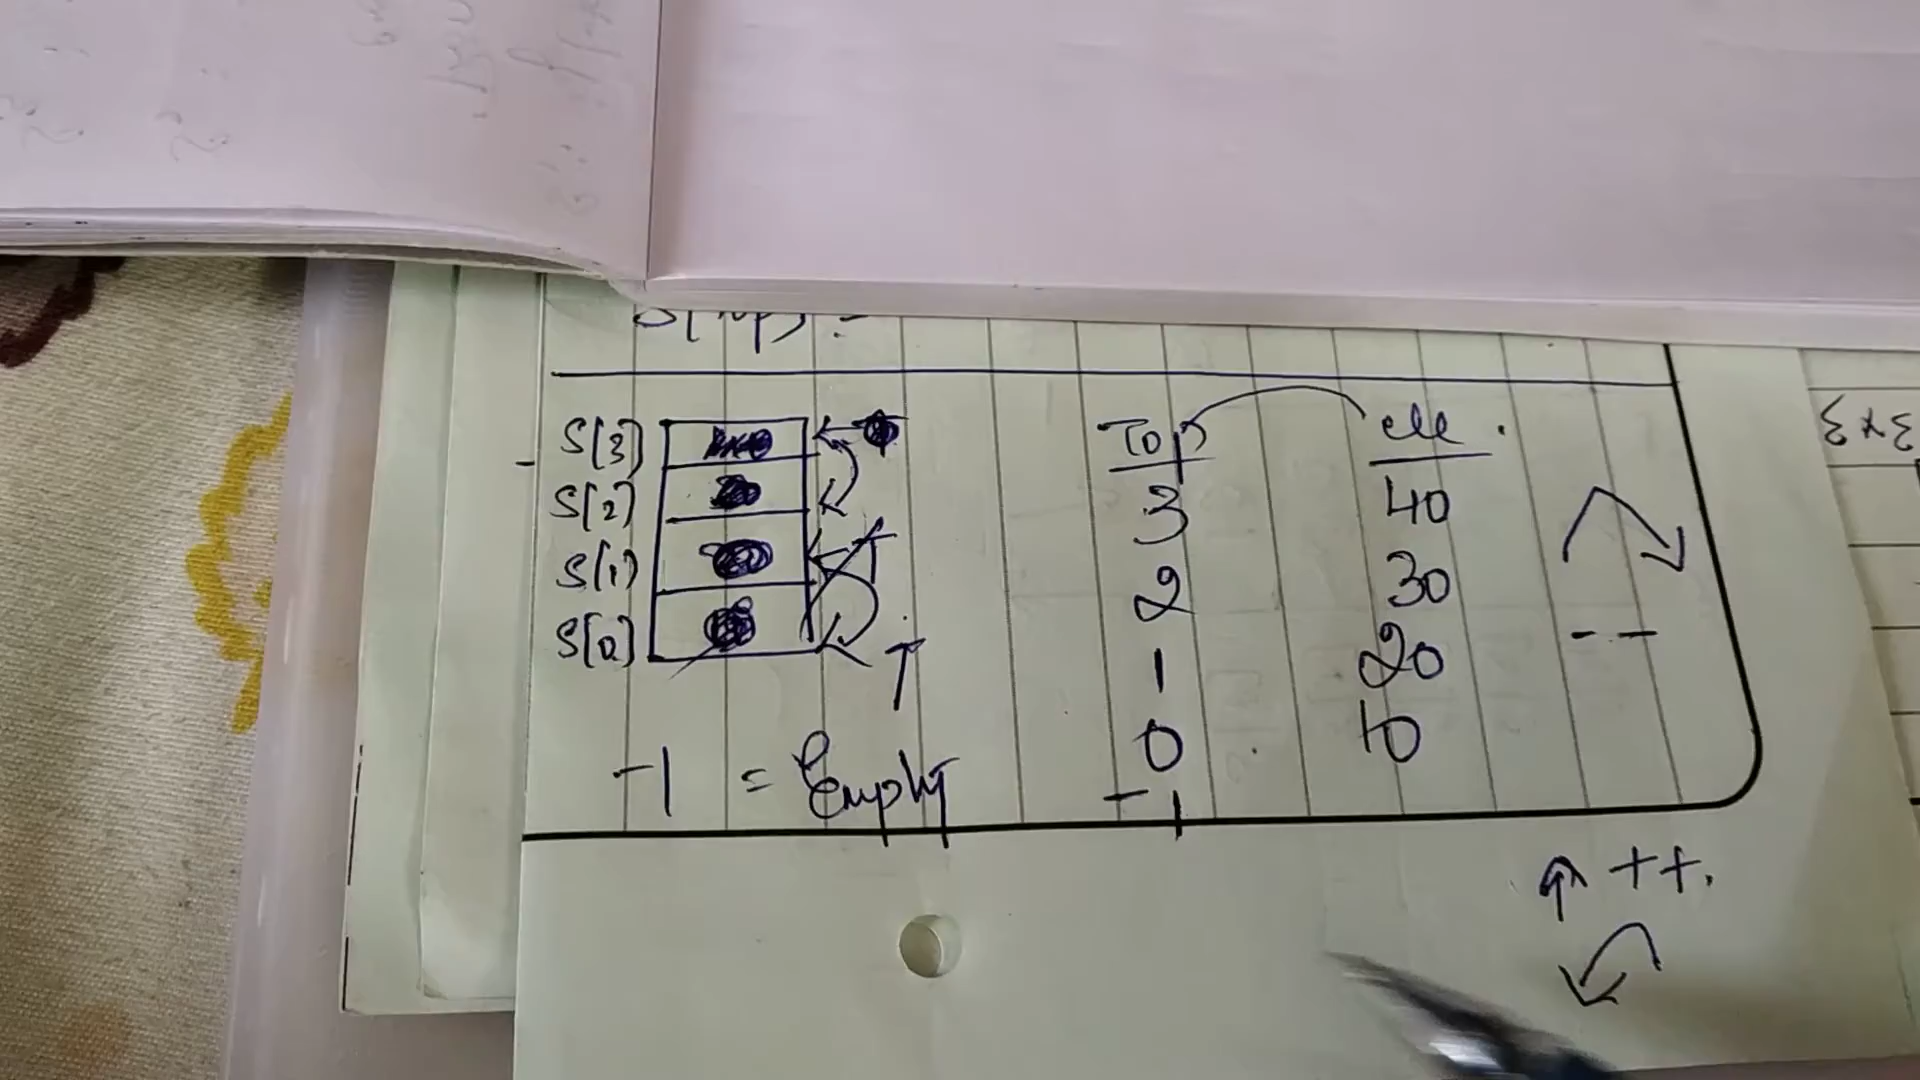 S[3] Top ele.
S[2] 3 40
S[1] 2 30 --
S[0] T 1 20
0 10
-1 = Empty -1
++.